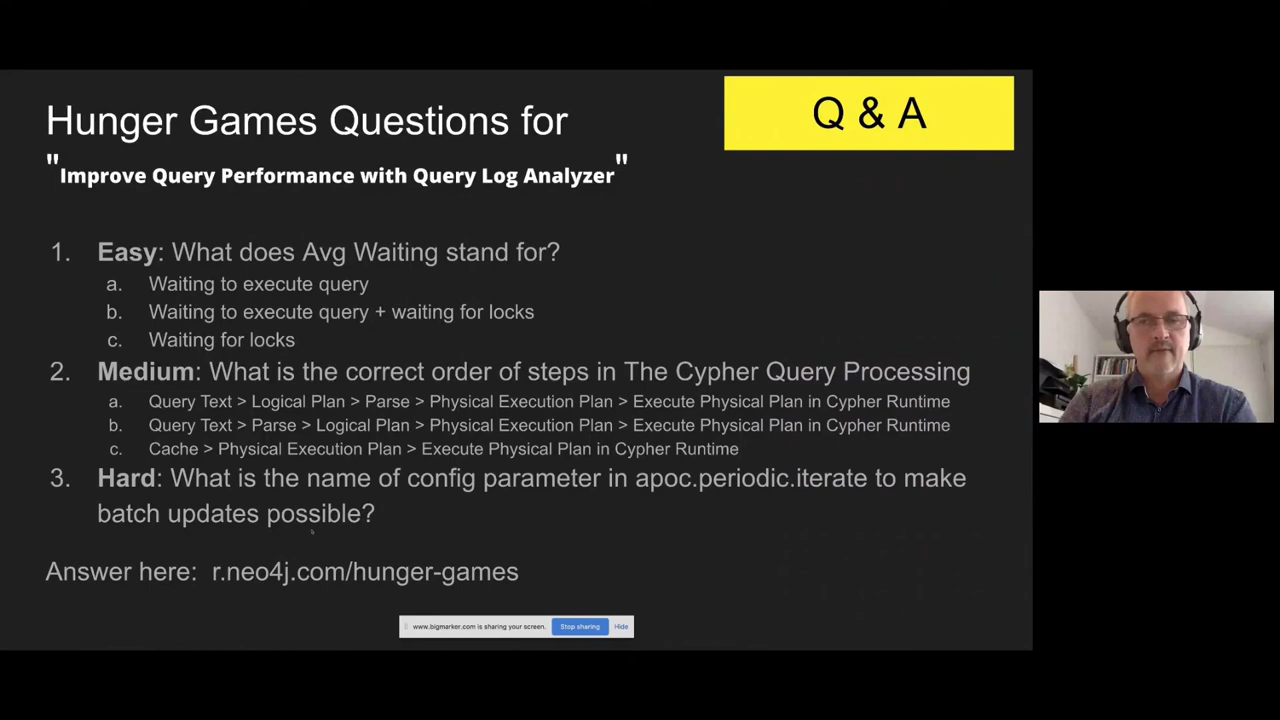 Hunger Games Questions for
"Improve Query Performance with Query Log Analyzer"
Q & A
1. Easy: What does Avg Waiting stand for?
a. Waiting to execute query
b. Waiting to execute query + waiting for locks
c. Waiting for locks
2. Medium: What is the correct order of steps in The Cypher Query Processing
a. Query Text > Logical Plan > Parse > Physical Execution Plan > Execute Physical Plan in Cypher Runtime
b. Query Text > Parse > Logical Plan > Physical Execution Plan > Execute Physical Plan in Cypher Runtime
c. Cache > Physical Execution Plan > Execute Physical Plan in Cypher Runtime
3. Hard: What is the name of config parameter in apoc.periodic.iterate to make
batch updates possible?
Answer here: r.neo4j.com/hunger-games
www.bigmarker.com is sharing your screen. Stop sharing Hide